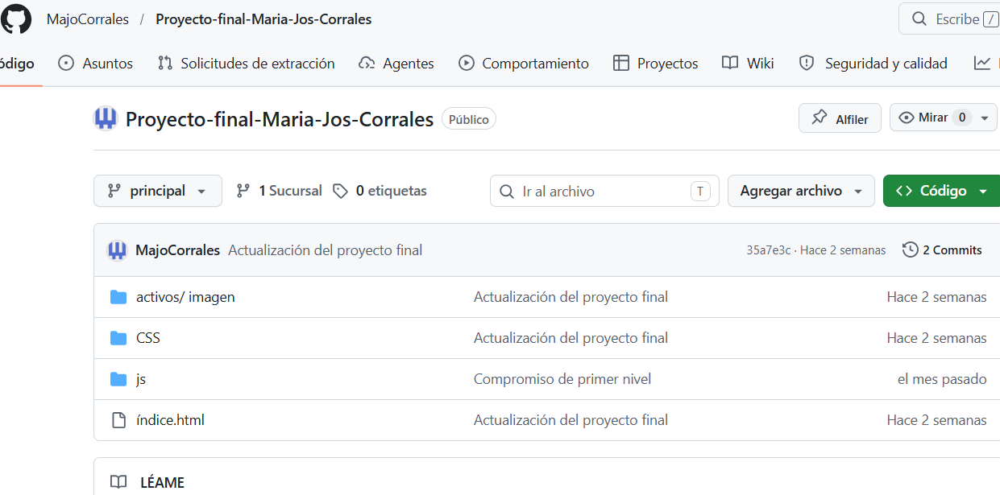 MajoCorrales / Proyecto-final-Maria-Jos-Corrales
Escribe /
ódigo Asuntos Solicitudes de extracción Agentes Comportamiento Proyectos Wiki Seguridad y calidad
Proyecto-final-Maria-Jos-Corrales Público
Alfiler Mirar 0
principal 1 Sucursal 0 etiquetas Ir al archivo T Agregar archivo Código
MajoCorrales Actualización del proyecto final 35a7e3c · Hace 2 semanas 2 Commits
activos/ imagen Actualización del proyecto final Hace 2 semanas
CSS Actualización del proyecto final Hace 2 semanas
js Compromiso de primer nivel el mes pasado
índice.html Actualización del proyecto final Hace 2 semanas
LÉAME